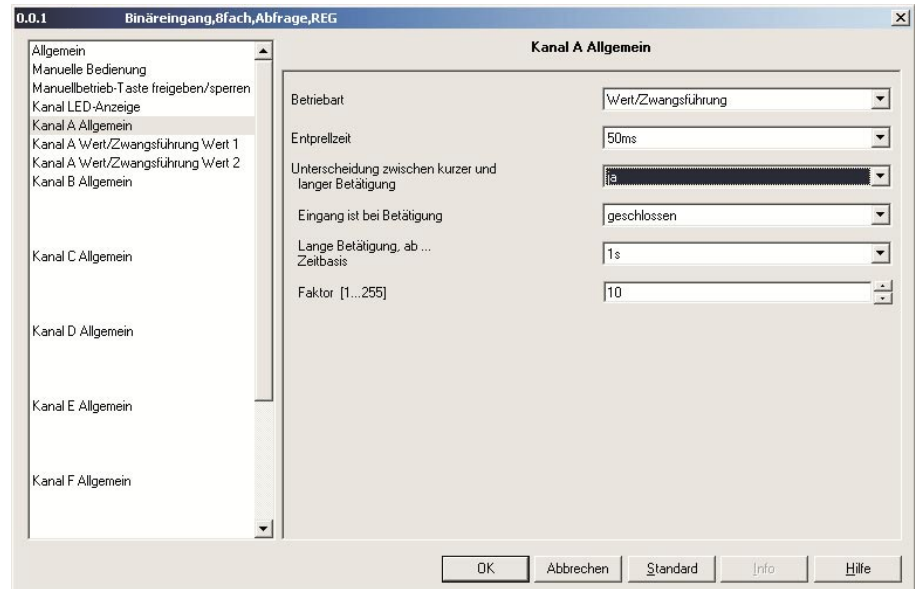 0.0.1 Binäreingang,8fach,Abfrage,REG
Allgemein
Manuelle Bedienung
Manuellbetrieb-Taste freigeben/sperren
Kanal LED-Anzeige
Kanal A Allgemein
Kanal A Wert/Zwangsführung Wert 1
Kanal A Wert/Zwangsführung Wert 2
Kanal B Allgemein
Kanal C Allgemein
Kanal D Allgemein
Kanal E Allgemein
Kanal F Allgemein
Kanal A Allgemein
Betriebart Wert/Zwangsführung
Entprellzeit 50ms
Unterscheidung zwischen kurzer und
langer Betätigung ja
Eingang ist bei Betätigung geschlossen
Lange Betätigung, ab ...
Zeitbasis 1s
Faktor [1...255] 10
OK Abbrechen Standard Info Hilfe